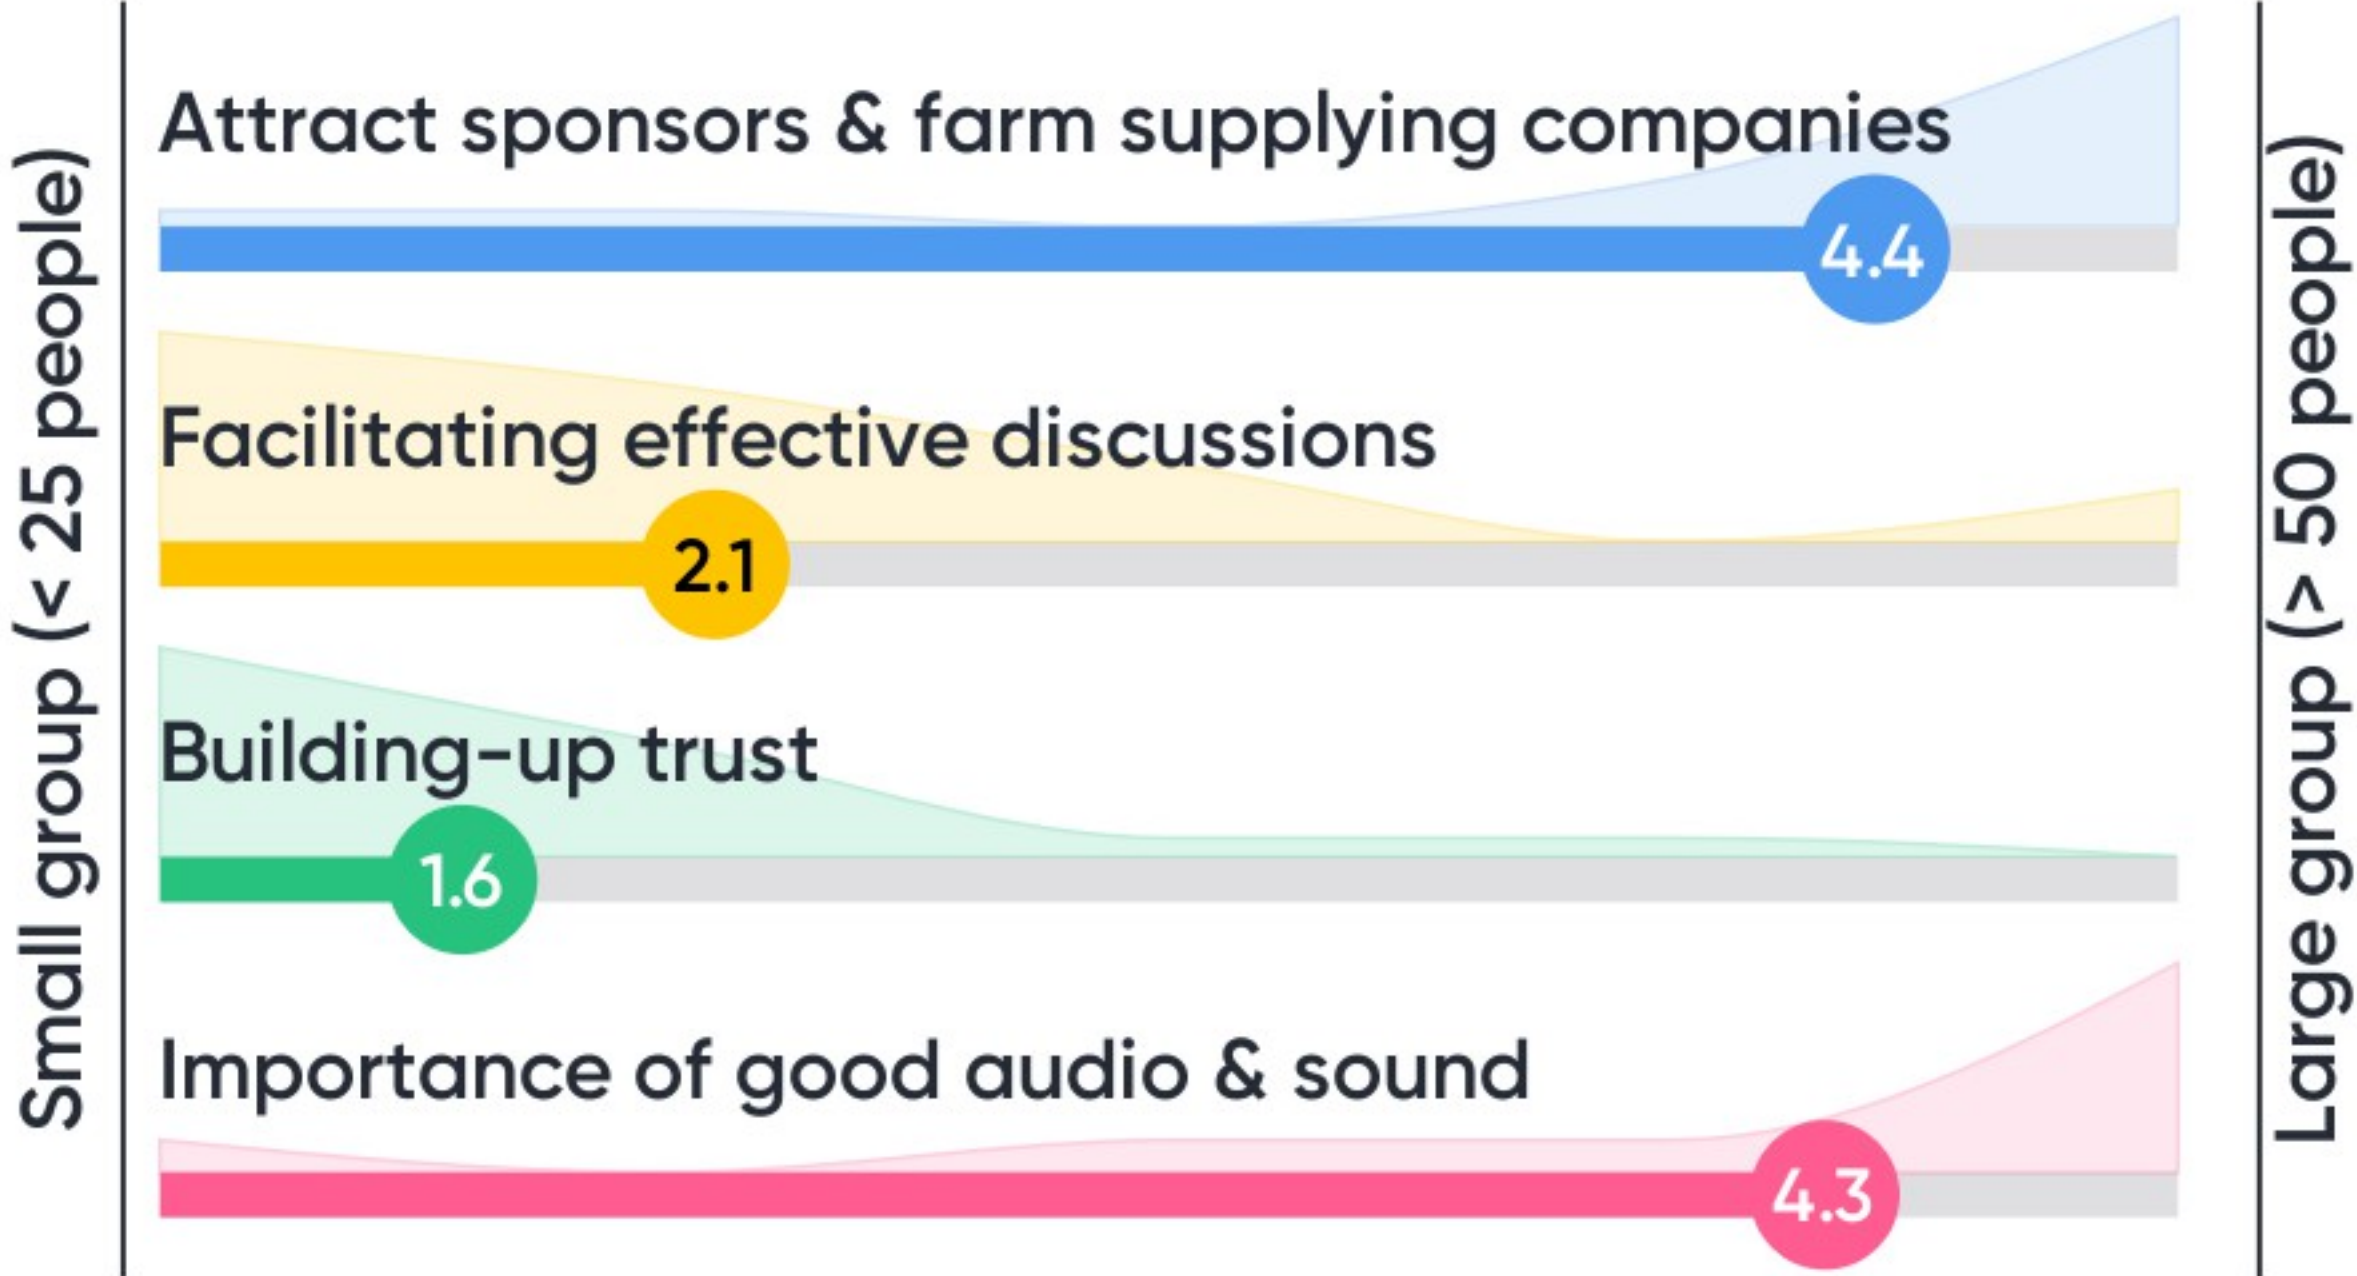 Small group (< 25 people)
Attract sponsors & farm supplying companies
4.4
Facilitating effective discussions
2.1
Building-up trust
1.6
Importance of good audio & sound
4.3
Large group (> 50 people)